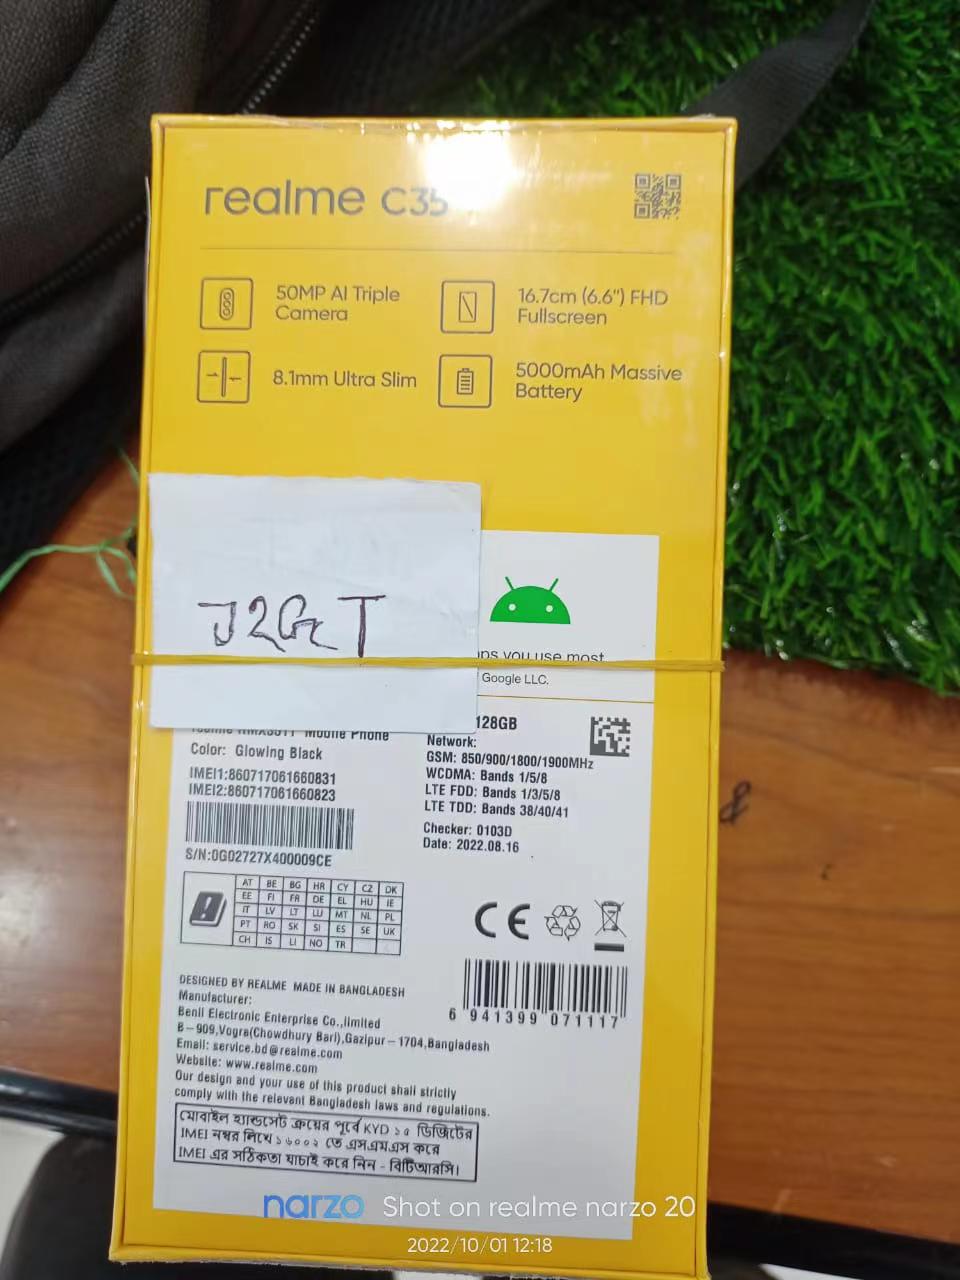 realme C35
50MP AI Triple
Camera
16.7cm (6.6") FHD
Fullscreen
8.1mm Ultra Slim
5000mAh Massive
Battery
J2GT
you use most
Google LLC.
Mobile Phone
128GB
Color: Glowing Black
Network:
GSM: 850/900/1800/1900MHz
WCDMA: Bands 1/5/8
LTE FDD: Bands 1/3/5/8
LTE TDD: Bands 38/40/41
IMEI1:860717061660831
IMEI2:860717061660823
Checker: 0103D
Date: 2022.08.16
S/N:0G02727X400009CE
AT BE BG HR CY CZ DK
EE FI FR DE EL HU IE
IT LV LT LU MT NL PL
PT RO SK SI ES SE UK
CH IS LI NO TR
CE
6 941399 071117
DESIGNED BY REALME MADE IN BANGLADESH
Manufacturer:
Benli Electronic Enterprise Co.,limited
B-909,Vogra(Chowdhury Bari),Gazipur-1704,Bangladesh
Email: service.bd@realme.com
Website: www.realme.com
Our design and your use of this product shall strictly
comply with the relevant Bangladesh laws and regulations.
মোবাইল হ্যান্ডসেট ক্রয়ের পূর্বে KYD ১৫ ডিজিটের
IMEI নম্বর লিখে ১৬০০২ তে এসএমএস করে
IMEI এর সঠিকতা যাচাই করে নিন - বিটিআরসি।
narzo Shot on realme narzo 20
2022/10/01 12:18